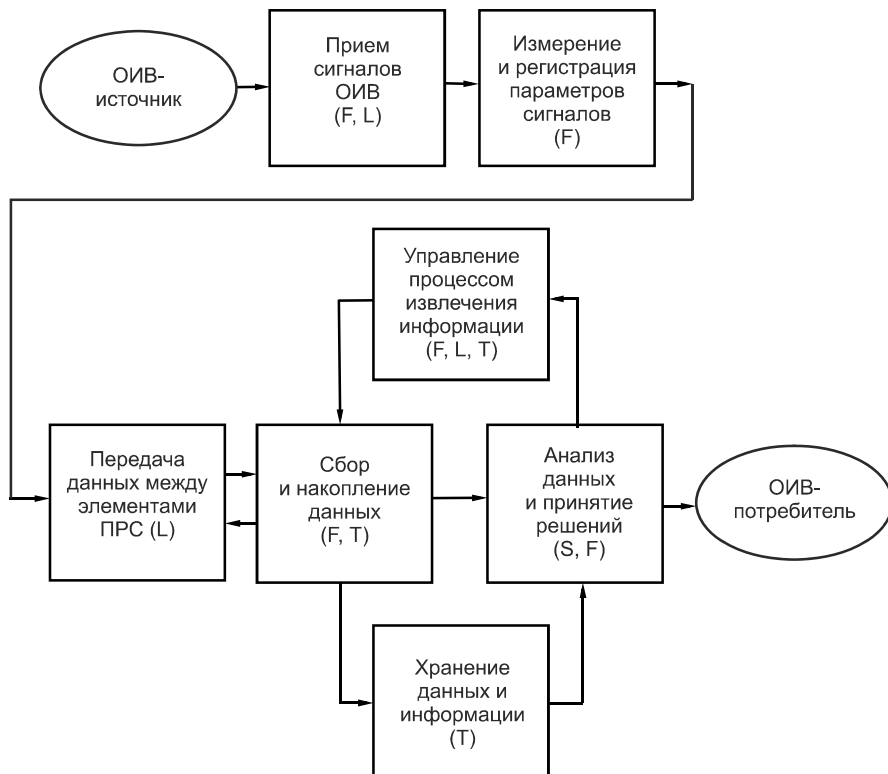 ОИВ-
источник
Прием
сигналов
ОИВ
(F, L)
Измерение
и регистрация
параметров
сигналов
(F)
Управление
процессом
извлечения
информации
(F, L, T)
Передача
данных между
элементами
ПРС (L)
Сбор
и накопление
данных
(F, T)
Анализ
данных
и принятие
решений
(S, F)
ОИВ-
потребитель
Хранение
данных и
информации
(T)